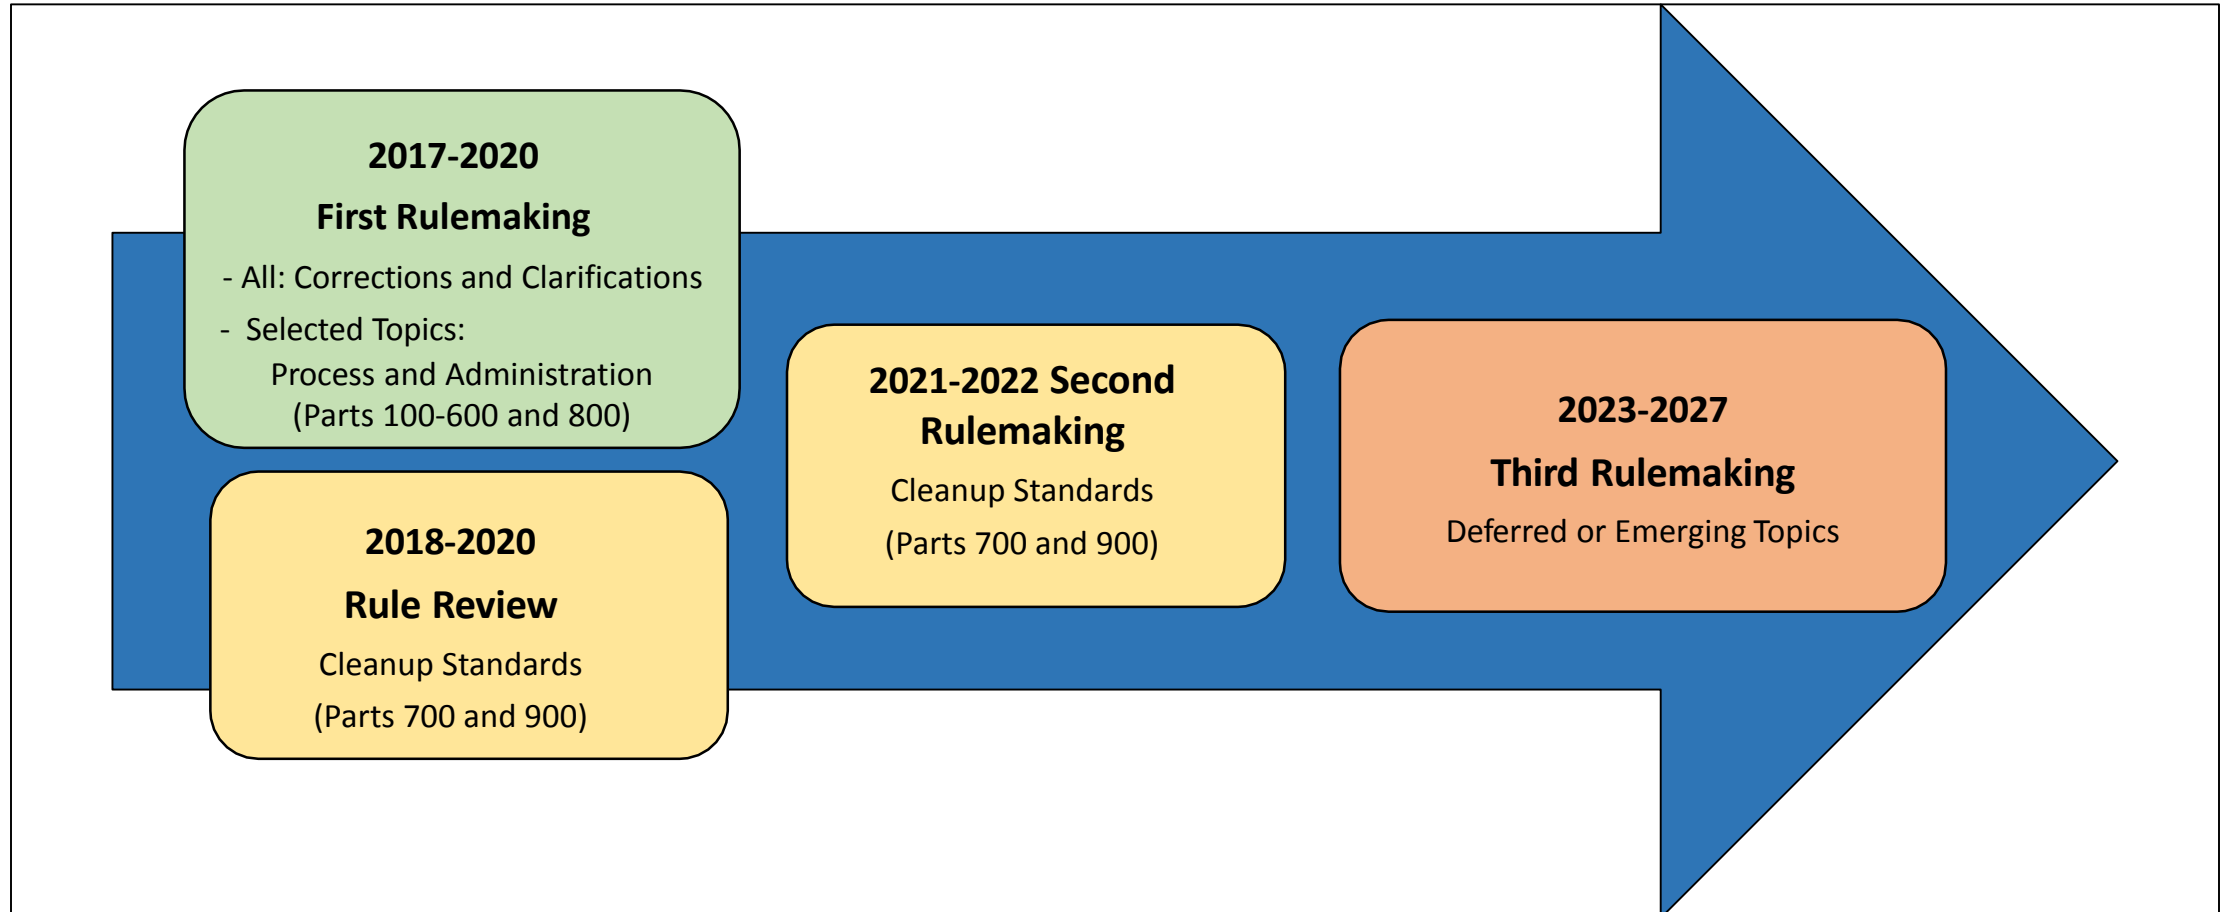 2017-2020
First Rulemaking
- All: Corrections and Clarifications
- Selected Topics:
Process and Administration
(Parts 100-600 and 800)
2018-2020
Rule Review
Cleanup Standards
(Parts 700 and 900)
2021-2022 Second
Rulemaking
Cleanup Standards
(Parts 700 and 900)
2023-2027
Third Rulemaking
Deferred or Emerging Topics